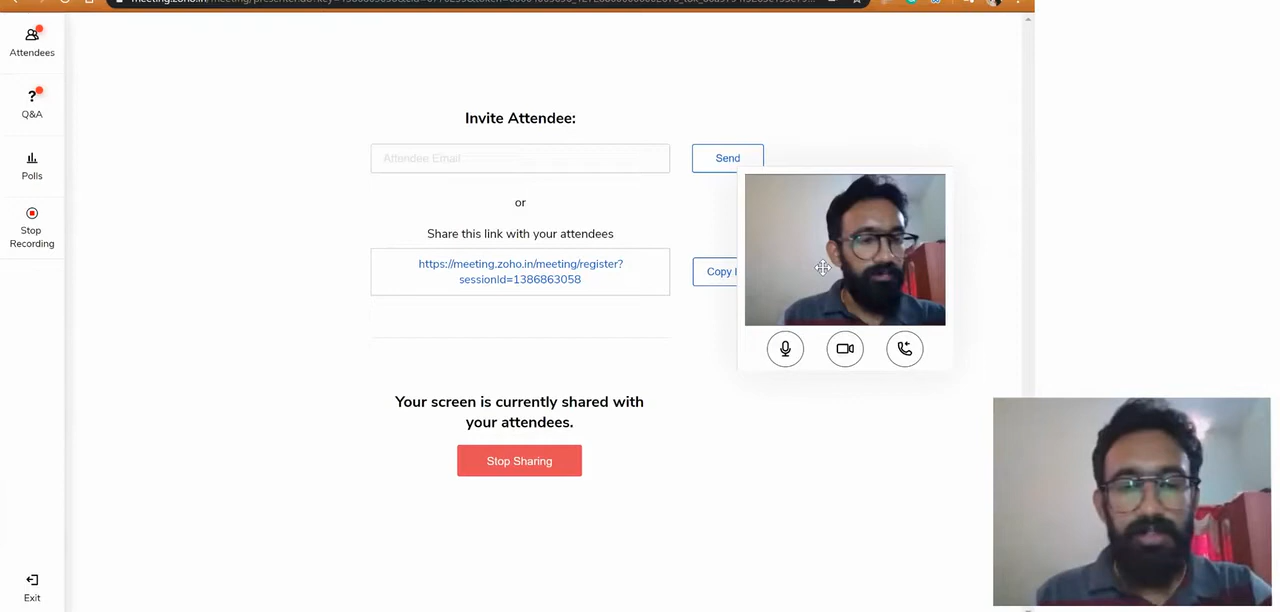 Attendees
Q&A
Polls
Stop
Recording
Exit
Invite Attendee:
Attendee Email
Send
or
Share this link with your attendees
https://meeting.zoho.in/meeting/register?
sessionId=1386863058
Copy
Your screen is currently shared with
your attendees.
Stop Sharing